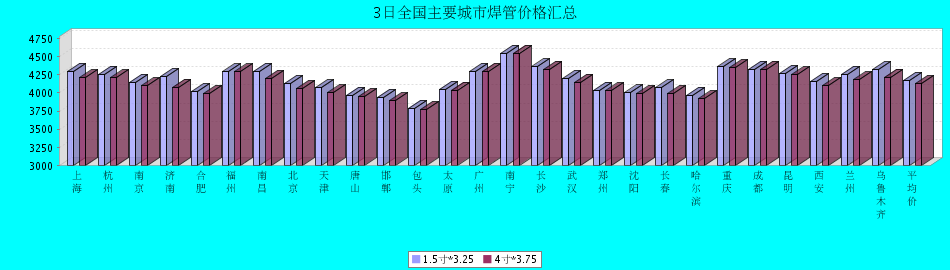 3日全国主要城市焊管价格汇总
4750
4500
4250
4000
3750
3500
3250
3000
上海
杭州
南京
济南
合肥
福州
南昌
北京
天津
唐山
邯郸
包头
太原
广州
南宁
长沙
武汉
郑州
沈阳
长春
哈尔滨
重庆
成都
昆明
西安
兰州
乌鲁木齐
平均价
1.5寸*3.25
4寸*3.75